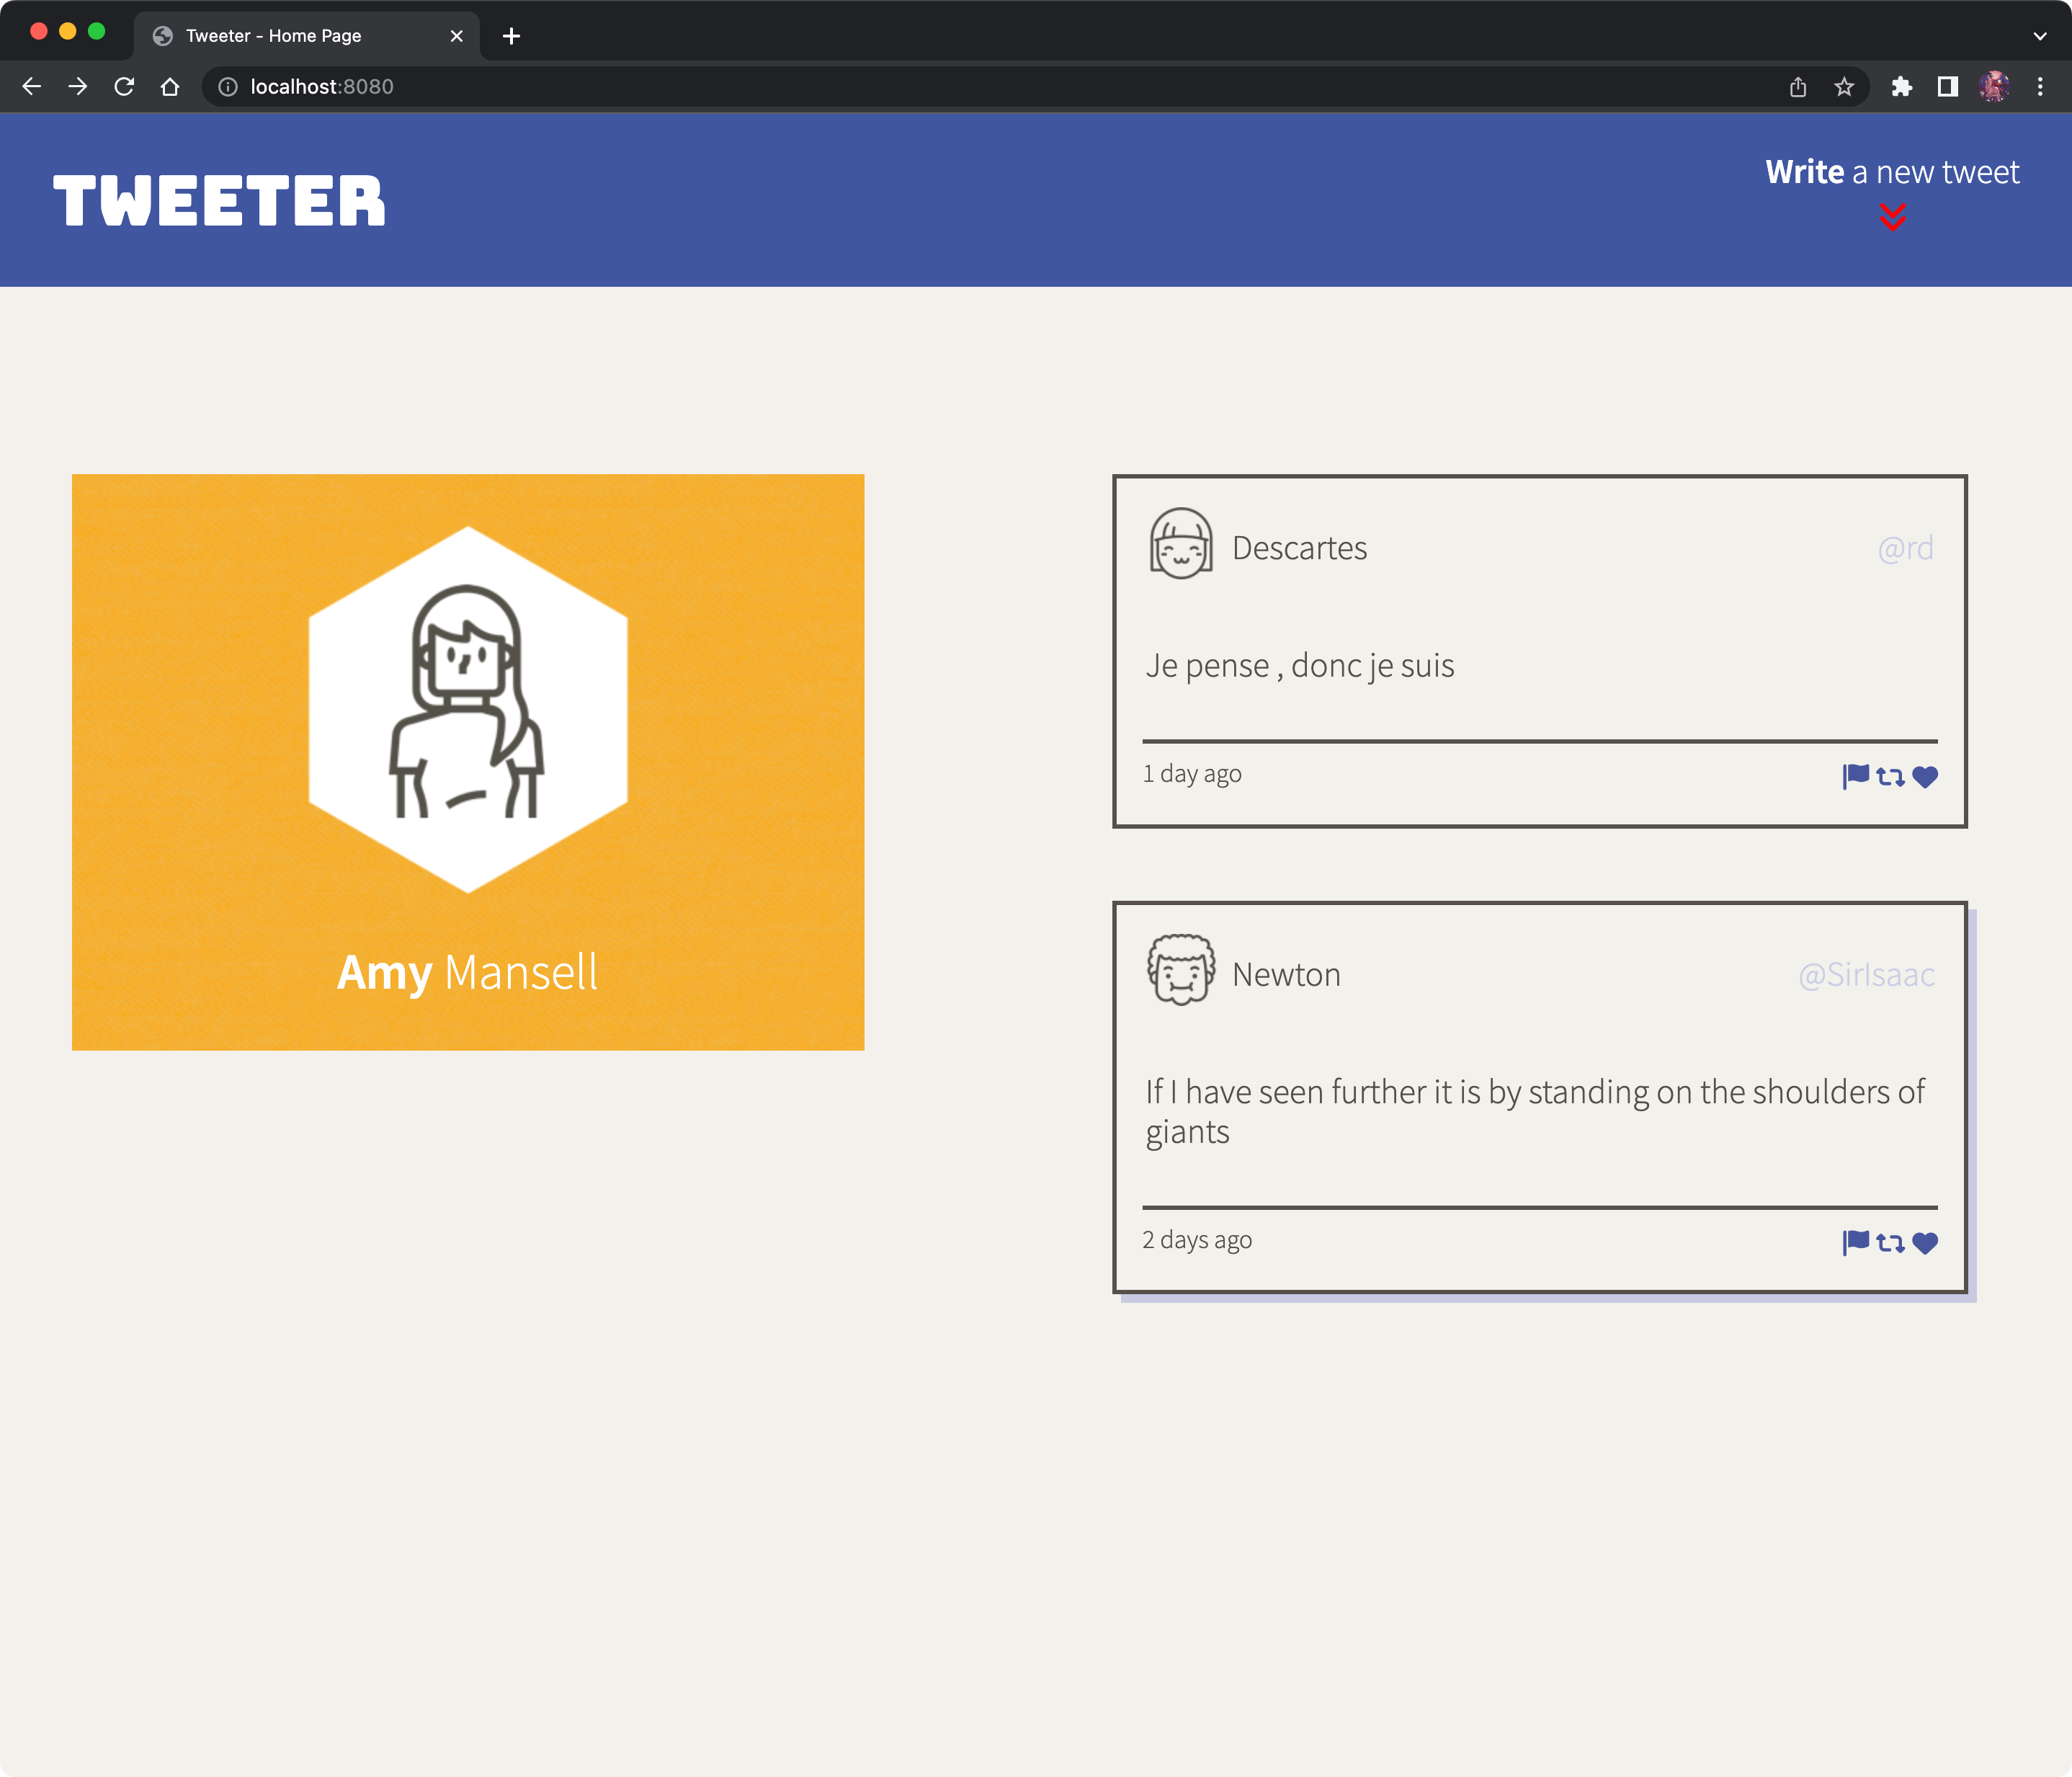 Tweeter - Home Page
localhost:8080
TWEETER
Write a new tweet
Amy Mansell
Descartes
@rd
Je pense , donc je suis
1 day ago
Newton
@SirIsaac
If I have seen further it is by standing on the shoulders of
giants
2 days ago